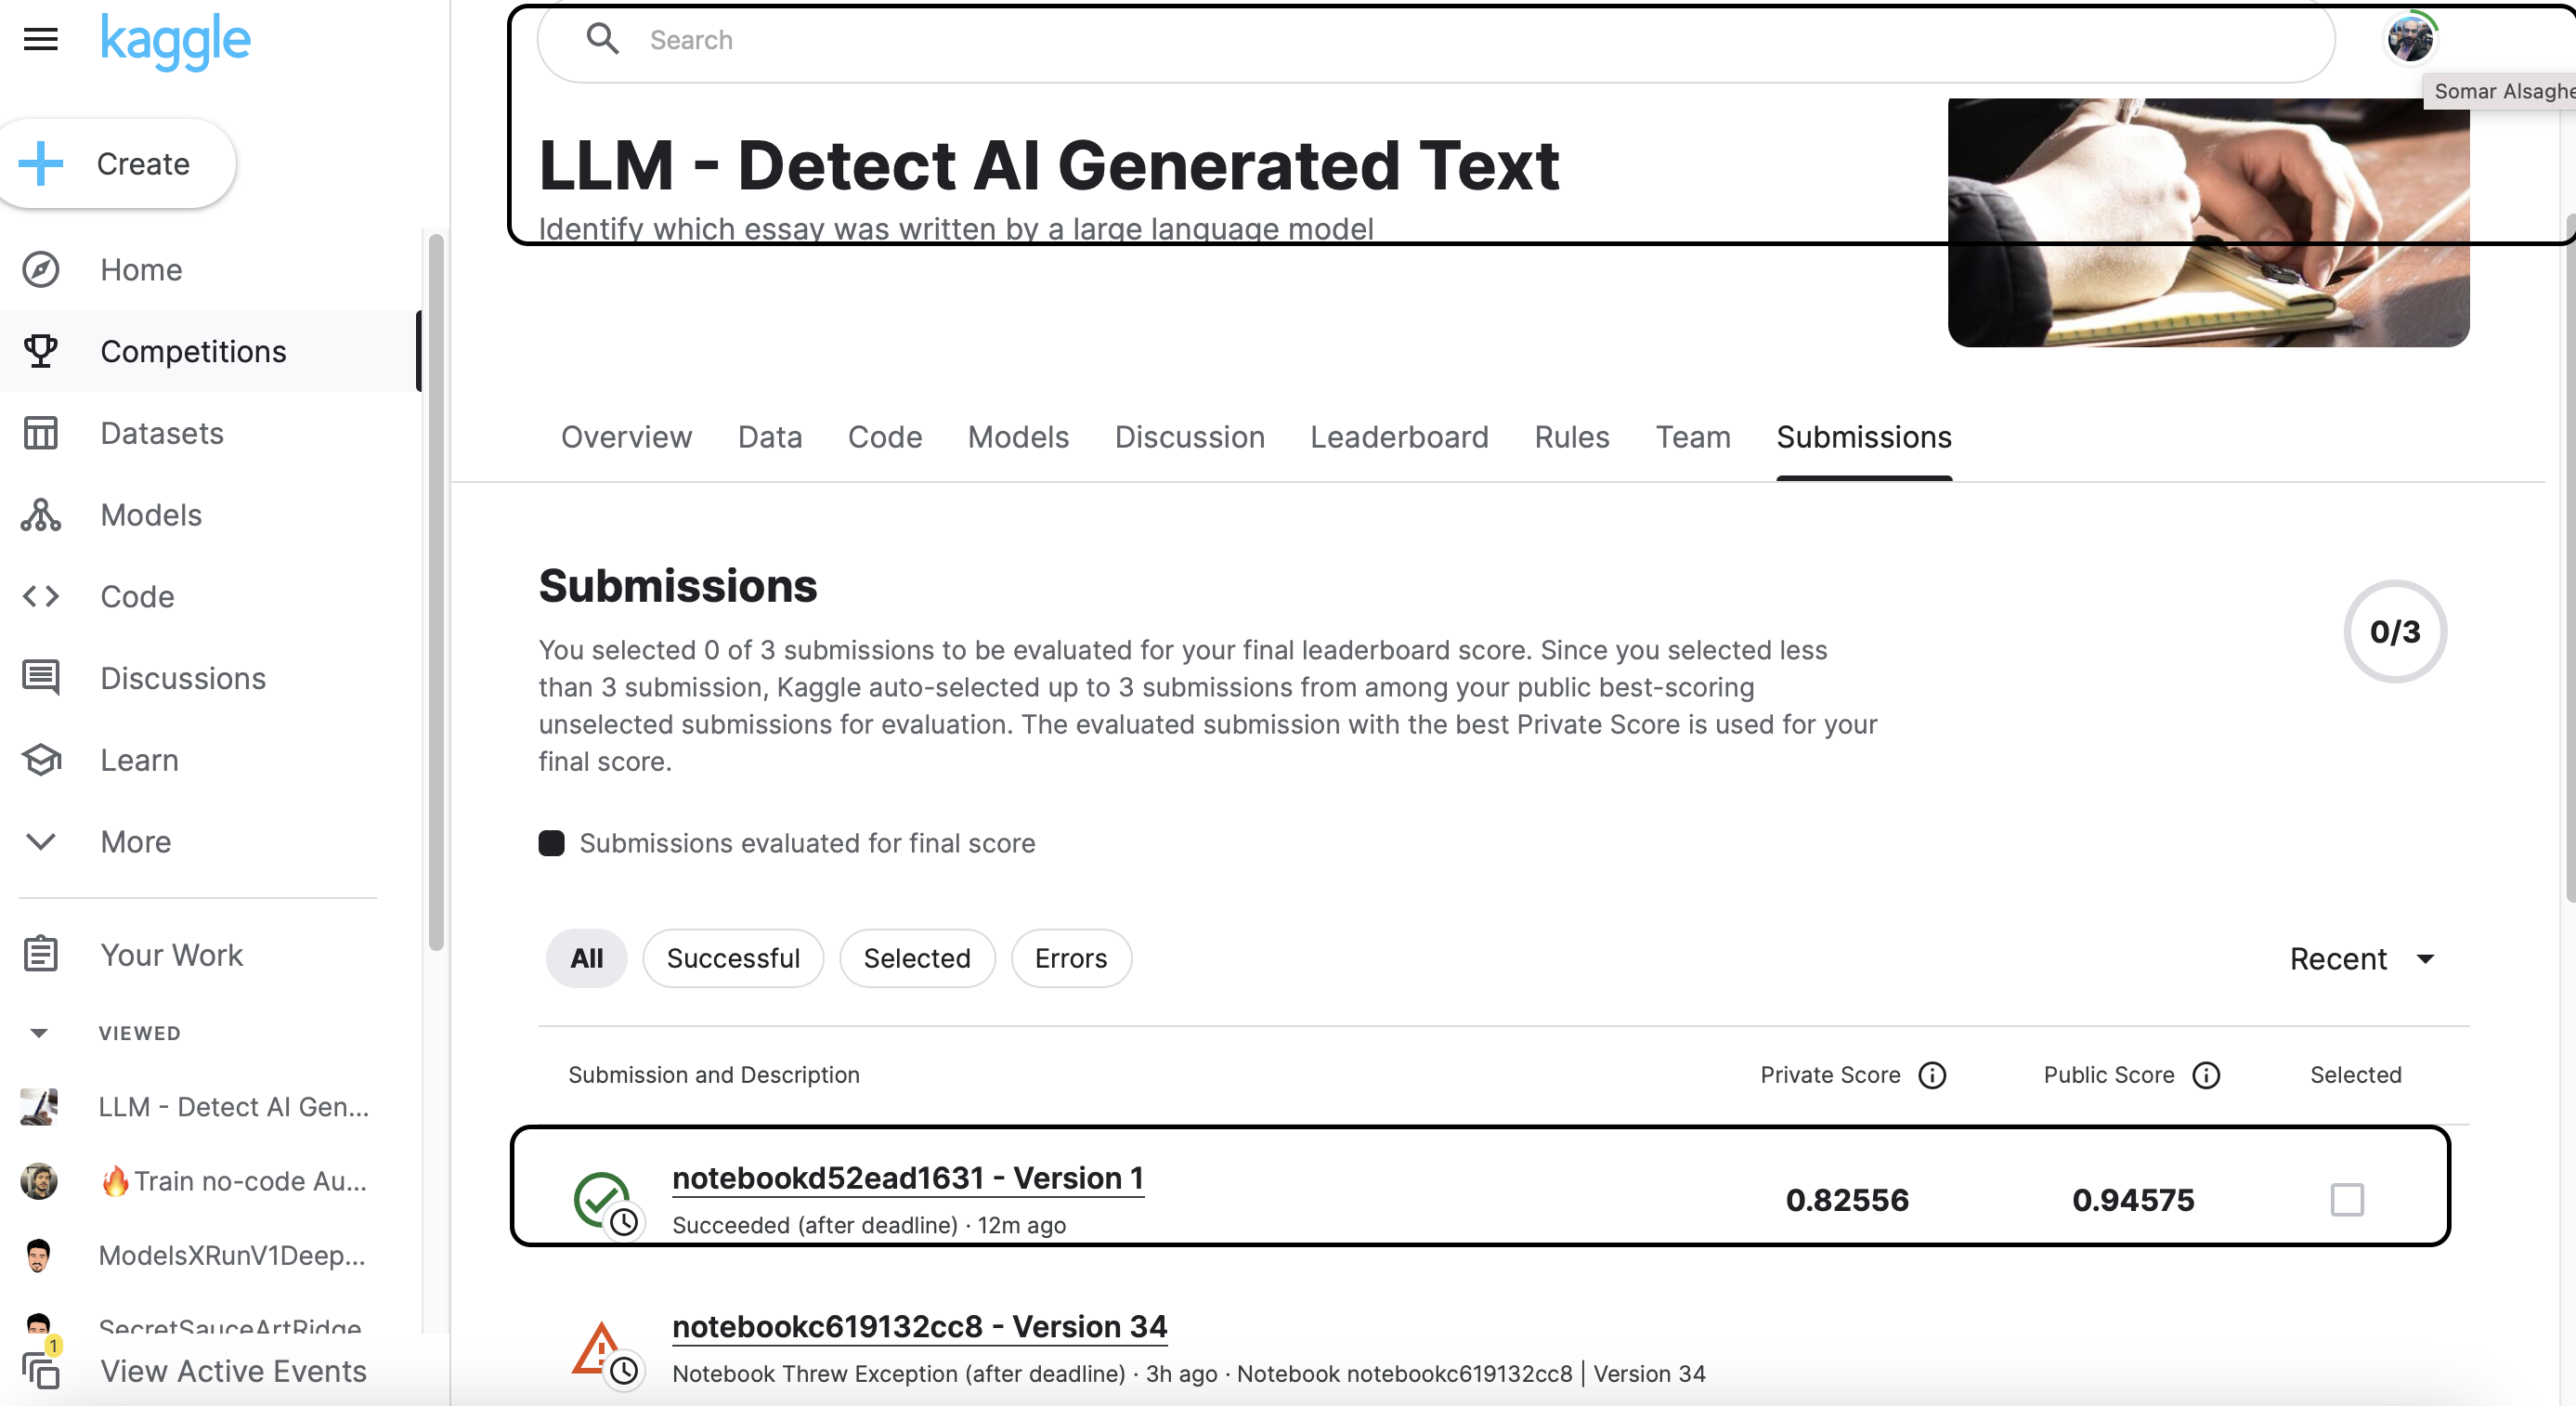 kaggle
Search
Somar Alsaghe
Create
LLM - Detect AI Generated Text
Identify which essay was written by a large language model
Home
Competitions
Datasets
Models
Code
Discussions
Learn
More
Your Work
VIEWED
LLM - Detect AI Gen...
🔥Train no-code Au...
ModelsXRunV1Deep...
SecretSauceArtRidge
1
View Active Events
Overview Data Code Models Discussion Leaderboard Rules Team Submissions
Submissions
You selected 0 of 3 submissions to be evaluated for your final leaderboard score. Since you selected less
than 3 submission, Kaggle auto-selected up to 3 submissions from among your public best-scoring
unselected submissions for evaluation. The evaluated submission with the best Private Score is used for your
final score.
0/3
Submissions evaluated for final score
All Successful Selected Errors Recent
Submission and Description Private Score Public Score Selected
notebookd52ead1631 - Version 1
Succeeded (after deadline) · 12m ago
0.82556 0.94575
notebookc619132cc8 - Version 34
Notebook Threw Exception (after deadline) · 3h ago · Notebook notebookc619132cc8 | Version 34